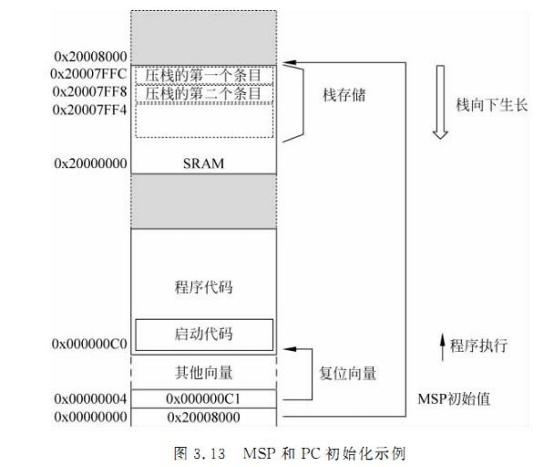 0x20008000
0x20007FFC 压栈的第一个条目
0x20007FF8 压栈的第二个条目
0x20007FF4
栈存储
栈向下生长
0x20000000 SRAM
程序代码
启动代码
0x000000C0
程序执行
其他向量
复位向量
0x00000004 0x000000C1
MSP初始值
0x00000000 0x20008000
图 3.13 MSP 和 PC 初始化示例